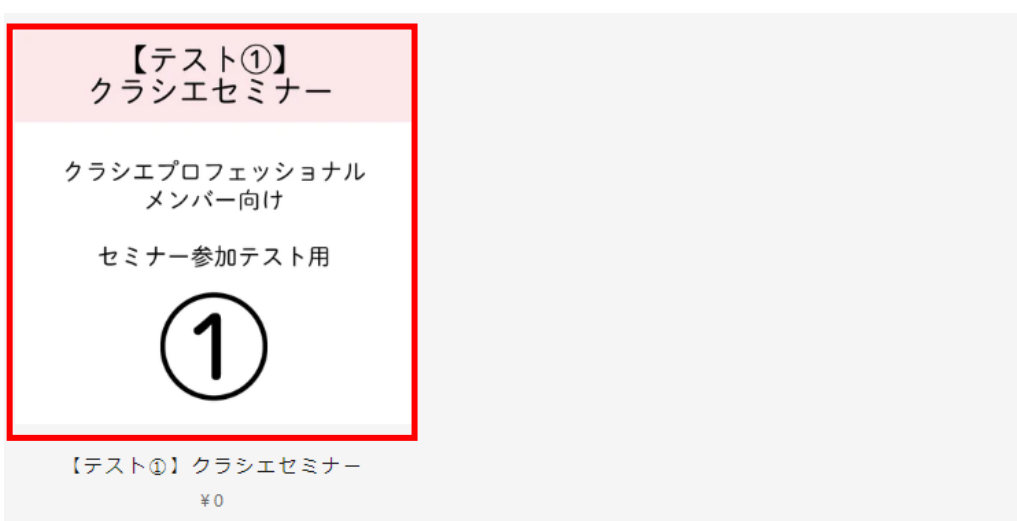 【テスト①】
クラシエセミナー
クラシエプロフェッショナル
メンバー向け
セミナー参加テスト用
①
【テスト①】クラシエセミナー
¥0